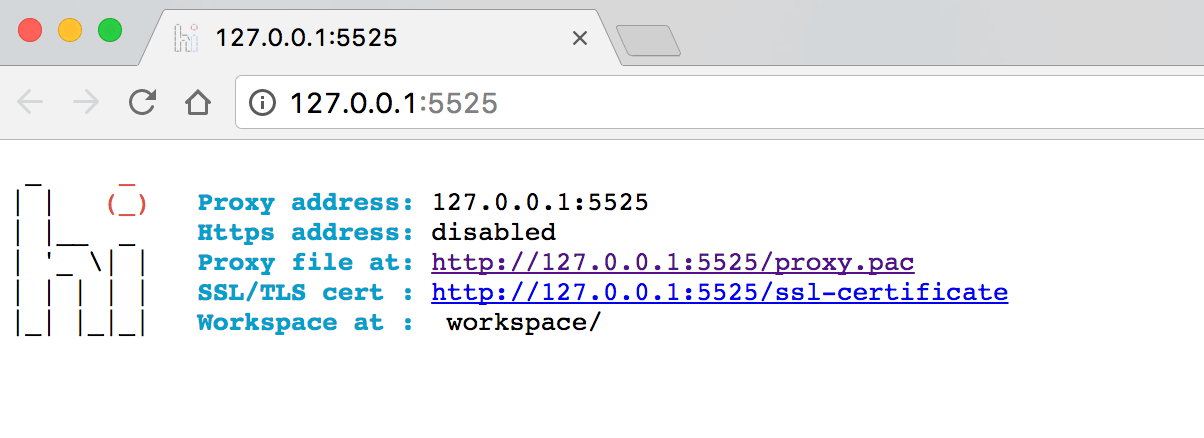 127.0.0.1:5525
127.0.0.1:5525
Proxy address: 127.0.0.1:5525
Https address: disabled
Proxy file at: http://127.0.0.1:5525/proxy.pac
SSL/TLS cert : http://127.0.0.1:5525/ssl-certificate
Workspace at :  workspace/
hi